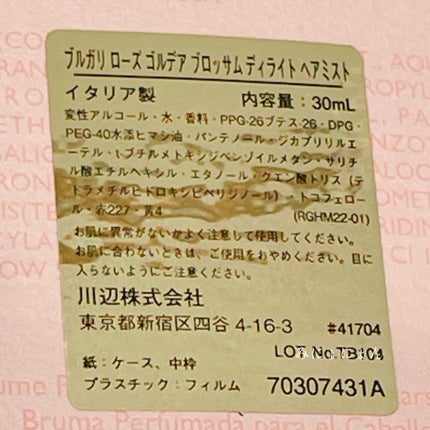 ブルガリ ローズ ゴルデア ブロッサム ディライト ヘアミスト
イタリア製 内容量：30mL
変性アルコール・水・香料・PPG-26ブテス-26・DPG・
PEG-40水添ヒマシ油・パンテノール・ジカプリリルエ
ーテル・t-ブチルメトキシジベンゾイルメタン・サリチ
ル酸エチルヘキシル・エタノール・クエン酸トリス（テ
トラメチルヒドロキシピペリジノール）・トコフェロー
ル・赤227・黄4 (RGHM22-01)
お肌に異常がないかよく注意して使用してください。
お肌に合わないときは、ご使用をおやめください。目に
入らないようにご注意ください。
川辺株式会社
東京都新宿区四谷 4-16-3 #41704
LOT No.
紙：ケース、中枠
プラスチック：フィルム 70307431A
Bruma Perfumada para el Cabello